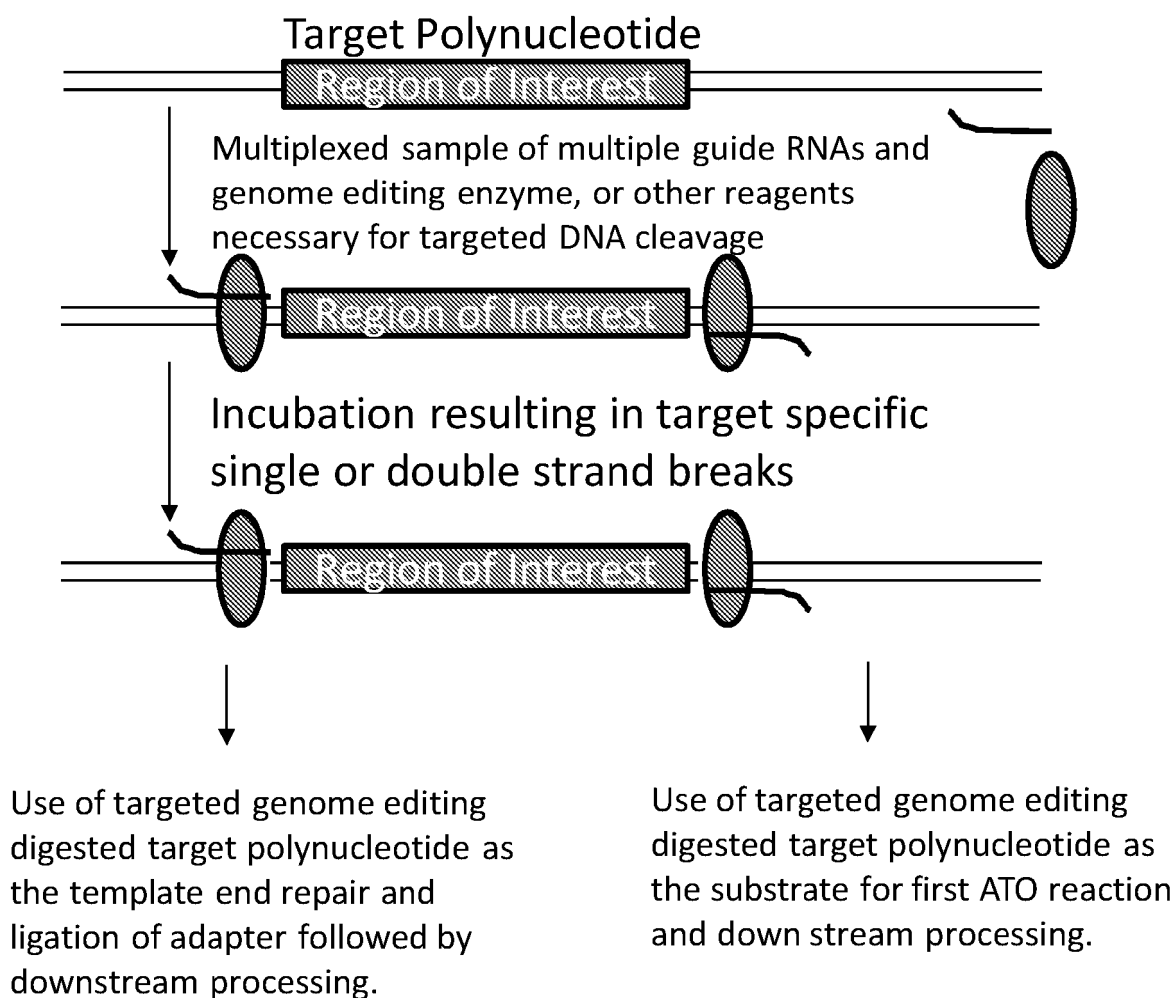 Target Polynucleotide
Region of Interest
Multiplexed sample of multiple guide RNAs and
genome editing enzyme, or other reagents
necessary for targeted DNA cleavage
Region of Interest
Incubation resulting in target specific
single or double strand breaks
Region of Interest
Use of targeted genome editing
digested target polynucleotide as
the template end repair and
ligation of adapter followed by
downstream processing.
Use of targeted genome editing
digested target polynucleotide as
the substrate for first ATO reaction
and down stream processing.